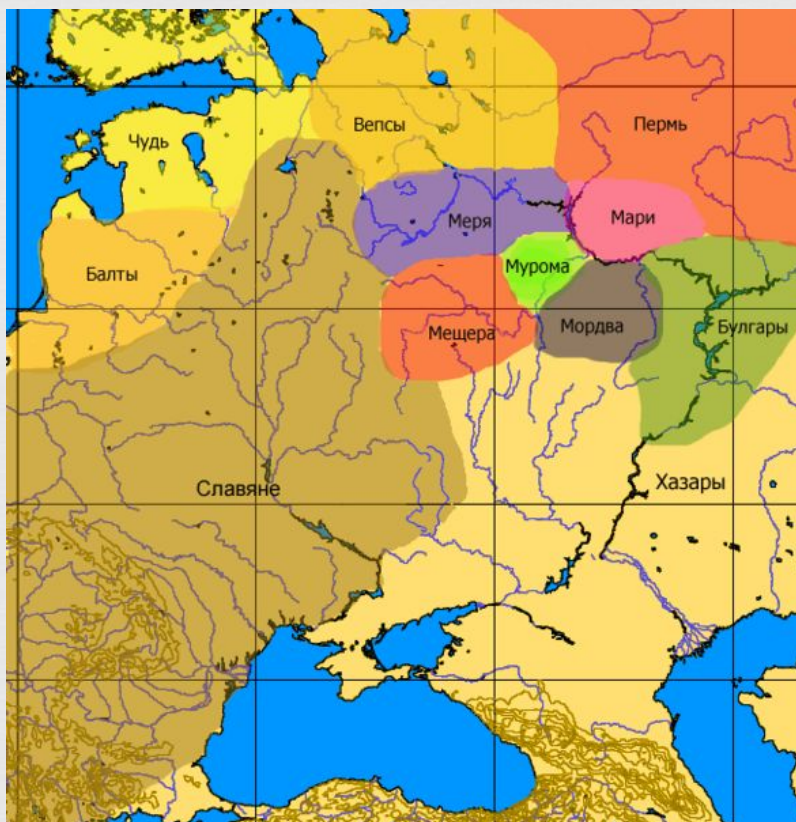 Вепсы
Пермь
Чудь
Меря
Мари
Мурома
Балты
Мещера
Мордва
Булгары
Славяне
Хазары